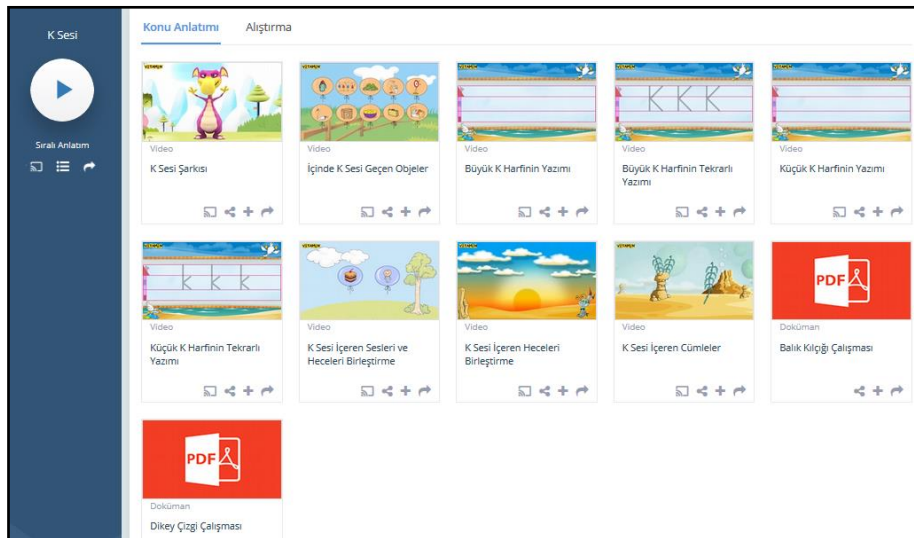 K Sesi
Sıralı Anlatım
Konu Anlatımı
Alıştırma
Video
K Sesi Şarkısı
Video
İçinde K Sesi Geçen Objeler
Video
Büyük K Harfinin Yazımı
Video
Büyük K Harfinin Tekrarlı
Yazımı
Video
Küçük K Harfinin Yazımı
K K K
Video
Küçük K Harfinin Tekrarlı
Yazımı
k k k
Video
K Sesi İçeren Sesleri ve
Heceleri Birleştirme
Video
K Sesi İçeren Heceleri
Birleştirme
Video
K Sesi İçeren Cümleler
PDF
Doküman
Balık Kılçığı Çalışması
PDF
Doküman
Dikey Çizgi Çalışması